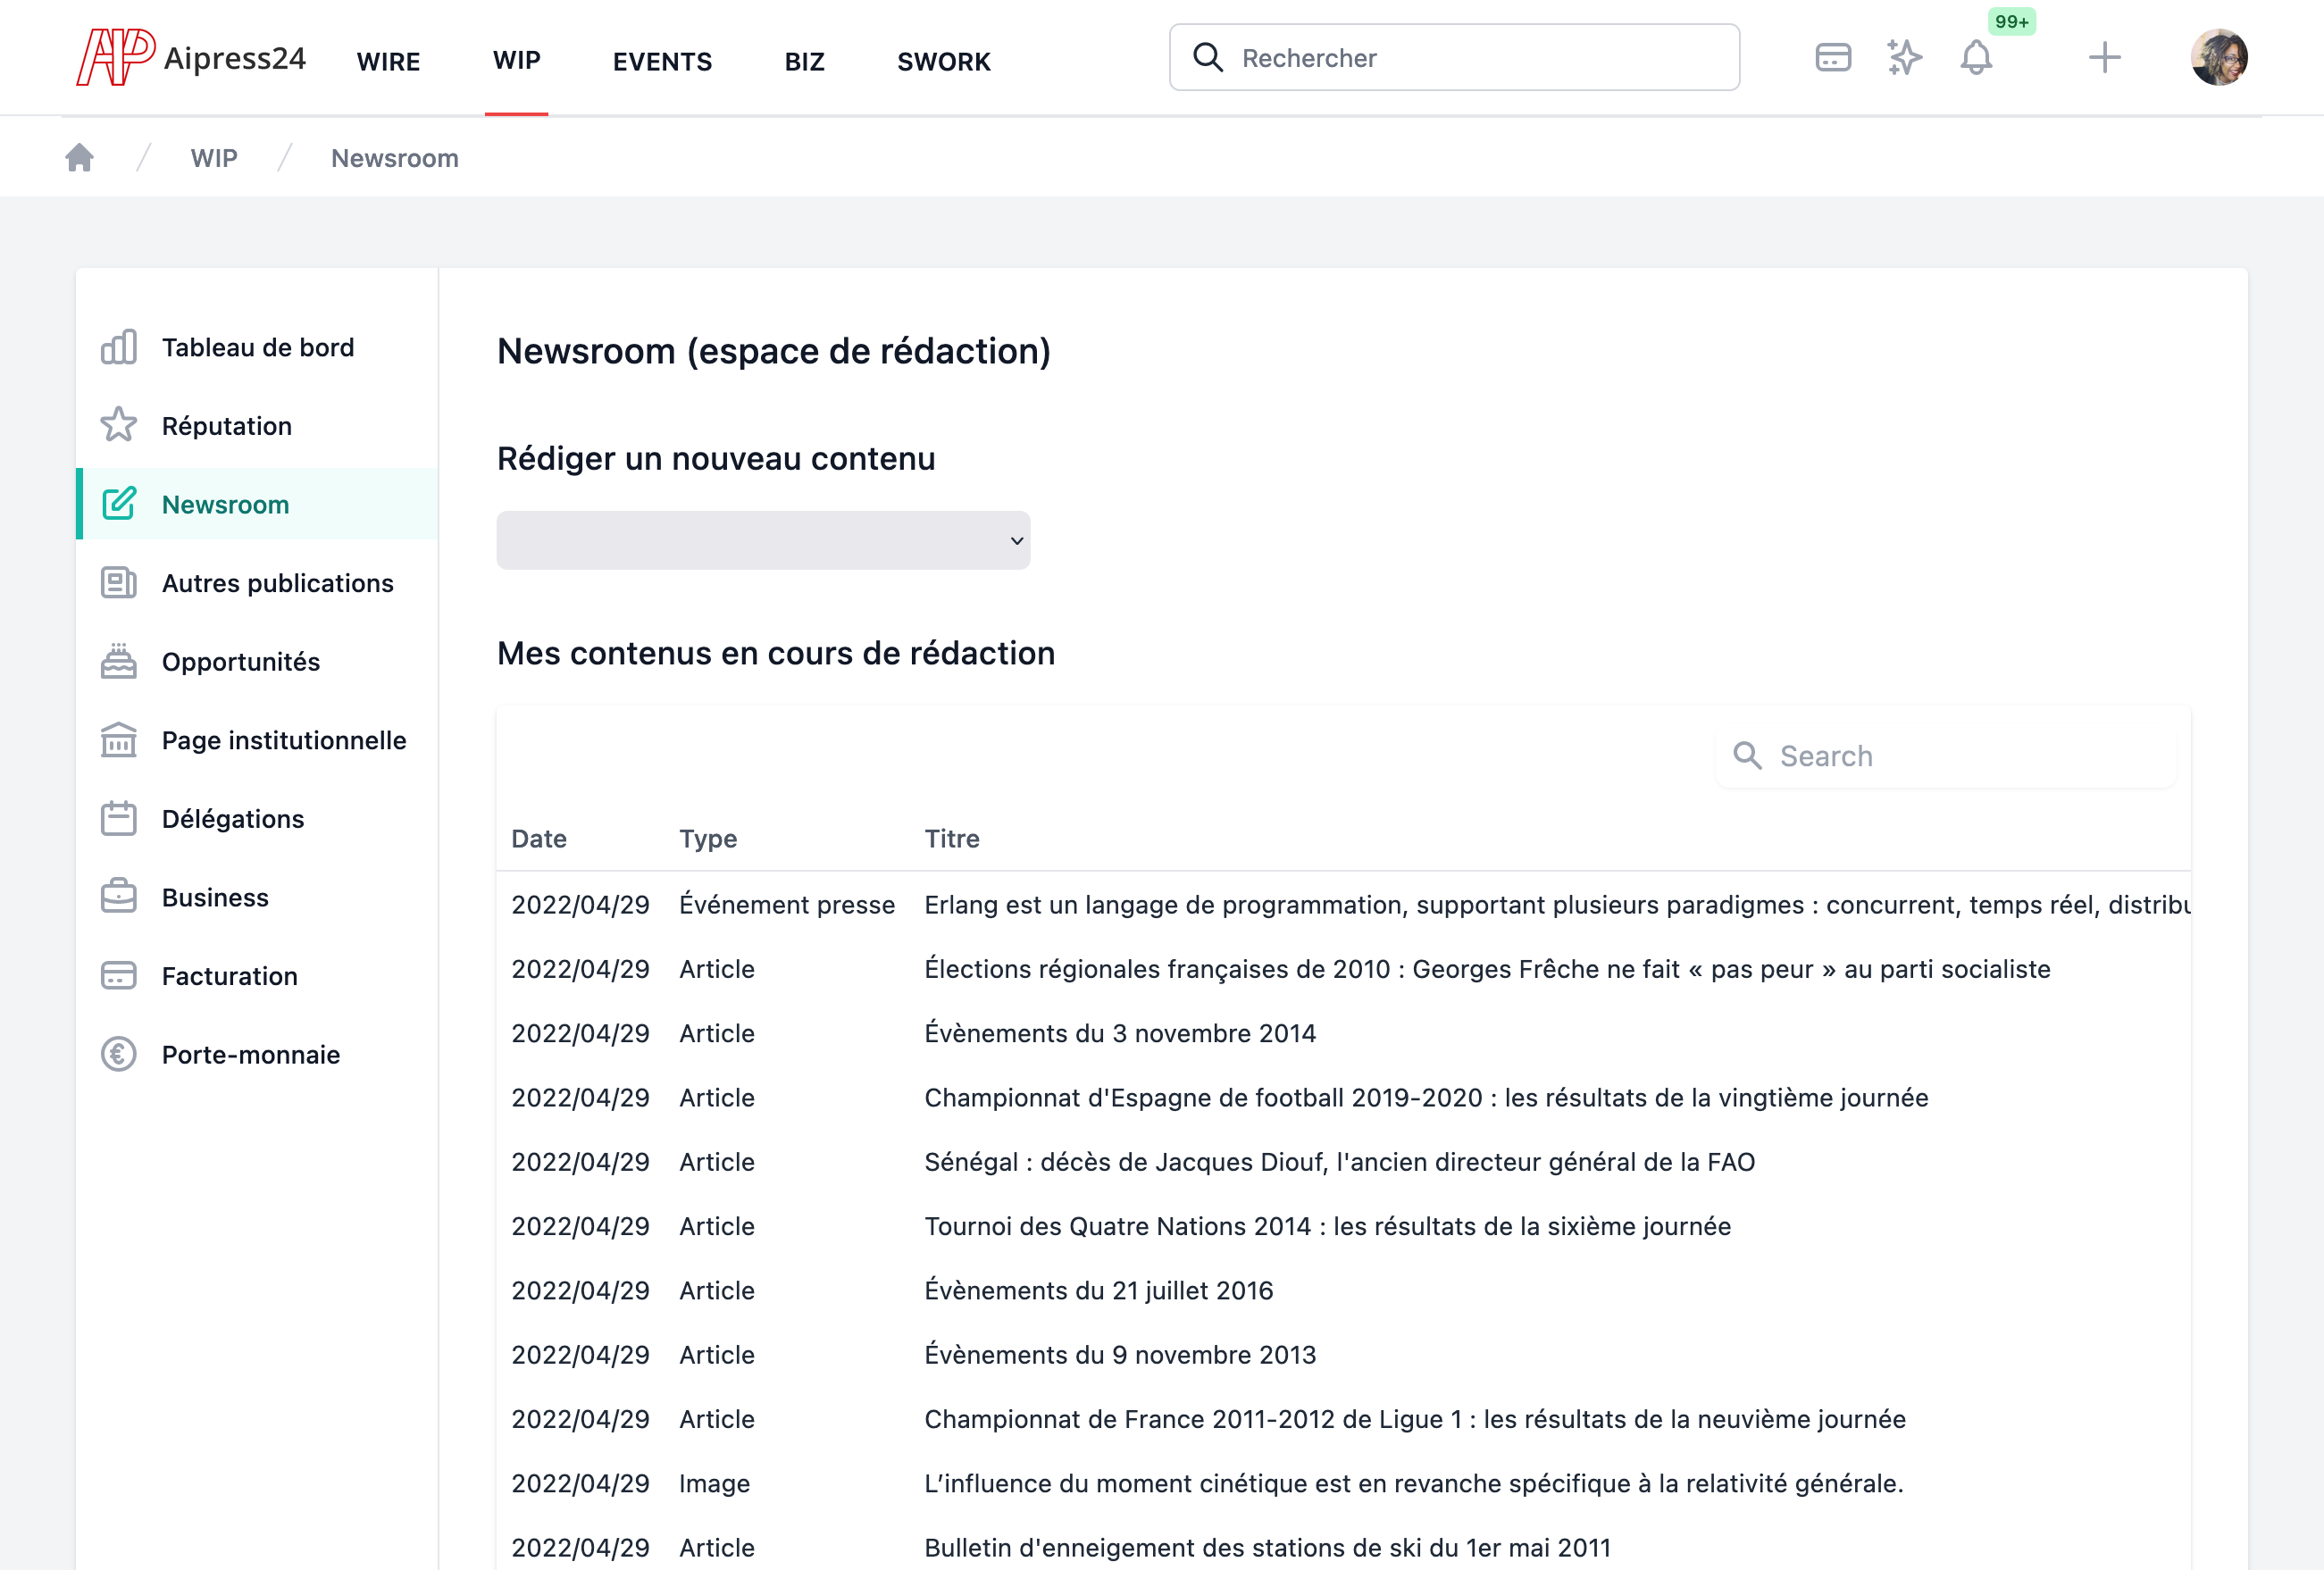 AP Aipress24 WIRE WIP EVENTS BIZ SWORK Rechercher 99+
WIP / Newsroom
Tableau de bord
Réputation
Newsroom
Autres publications
Opportunités
Page institutionnelle
Délégations
Business
Facturation
Porte-monnaie
Newsroom (espace de rédaction)
Rédiger un nouveau contenu
Mes contenus en cours de rédaction
Search
Date Type Titre
2022/04/29 Événement presse Erlang est un langage de programmation, supportant plusieurs paradigmes : concurrent, temps réel, distribu
2022/04/29 Article Élections régionales françaises de 2010 : Georges Frêche ne fait « pas peur » au parti socialiste
2022/04/29 Article Évènements du 3 novembre 2014
2022/04/29 Article Championnat d'Espagne de football 2019-2020 : les résultats de la vingtième journée
2022/04/29 Article Sénégal : décès de Jacques Diouf, l'ancien directeur général de la FAO
2022/04/29 Article Tournoi des Quatre Nations 2014 : les résultats de la sixième journée
2022/04/29 Article Évènements du 21 juillet 2016
2022/04/29 Article Évènements du 9 novembre 2013
2022/04/29 Article Championnat de France 2011-2012 de Ligue 1 : les résultats de la neuvième journée
2022/04/29 Image L’influence du moment cinétique est en revanche spécifique à la relativité générale.
2022/04/29 Article Bulletin d'enneigement des stations de ski du 1er mai 2011